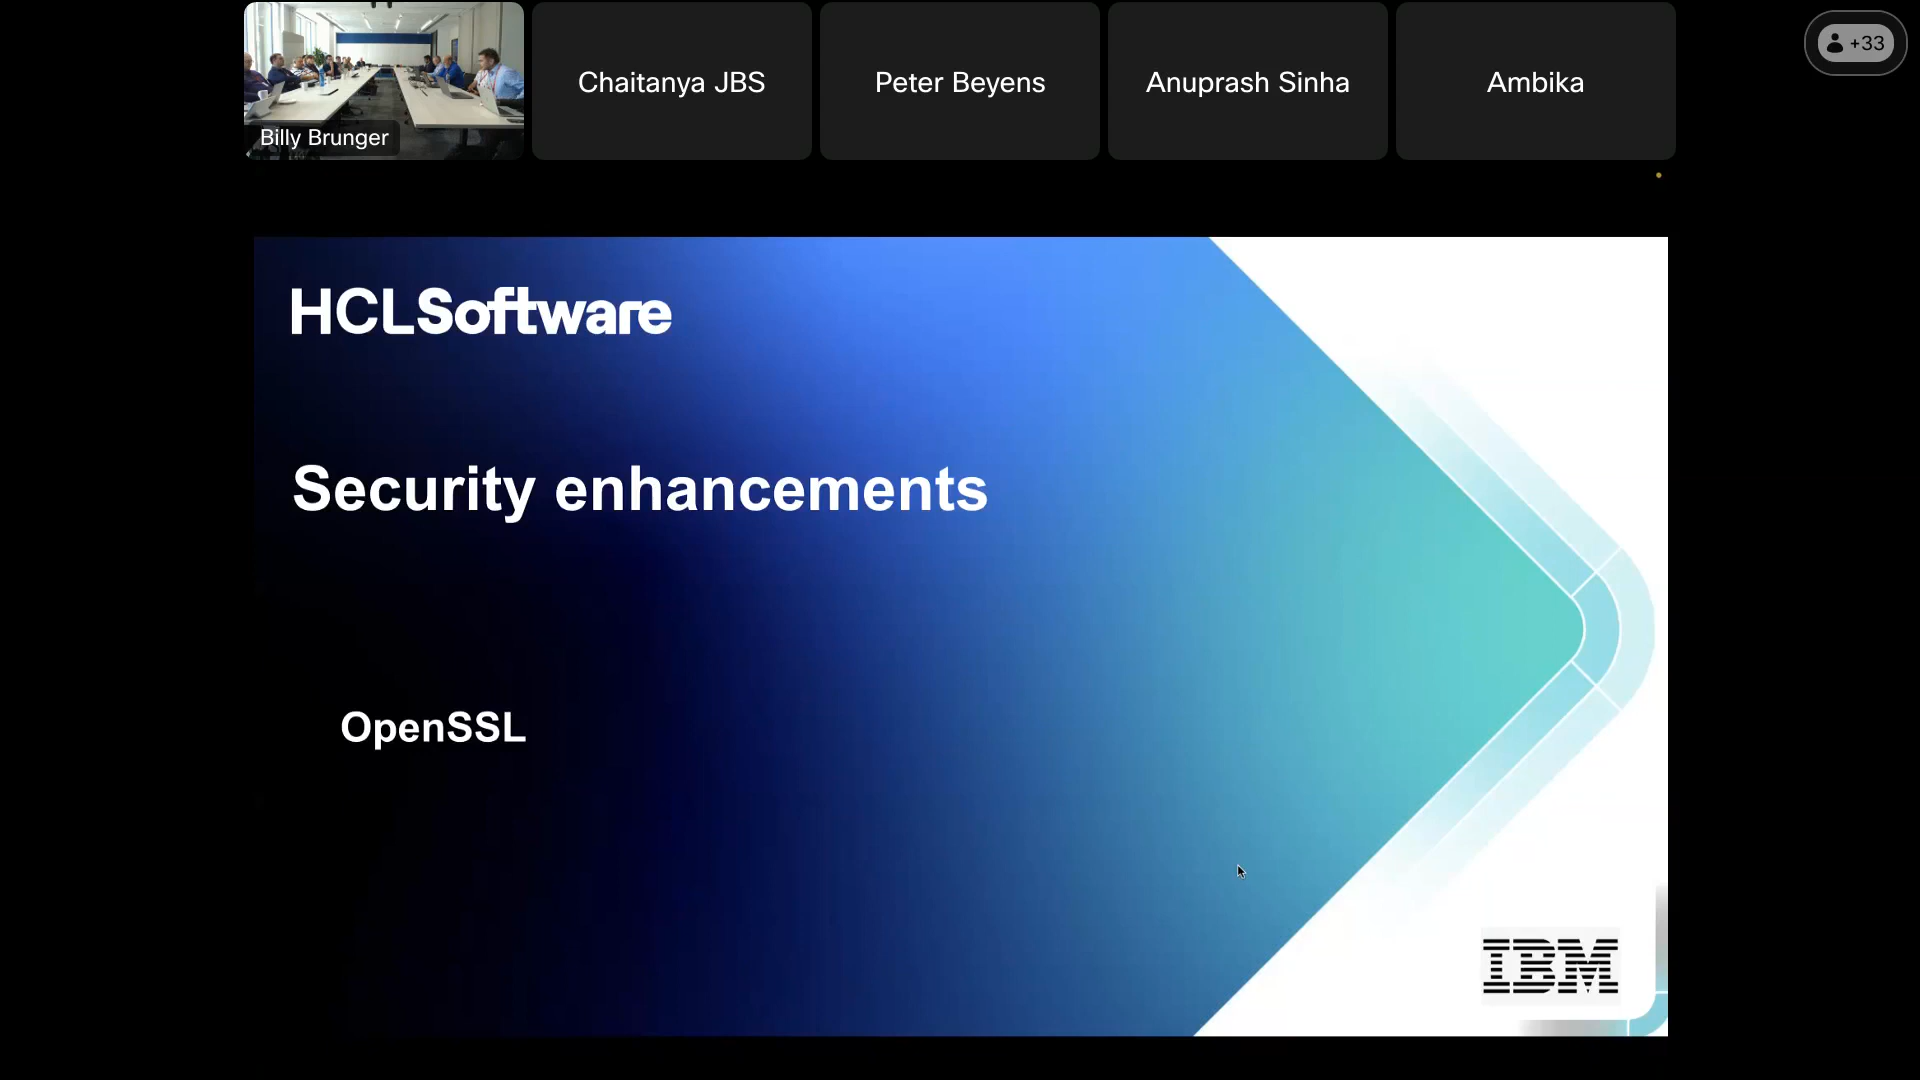 Billy Brunger
Chaitanya JBS
Peter Beyens
Anuprash Sinha
Ambika
+33
HCLSoftware
Security enhancements
OpenSSL
IBM